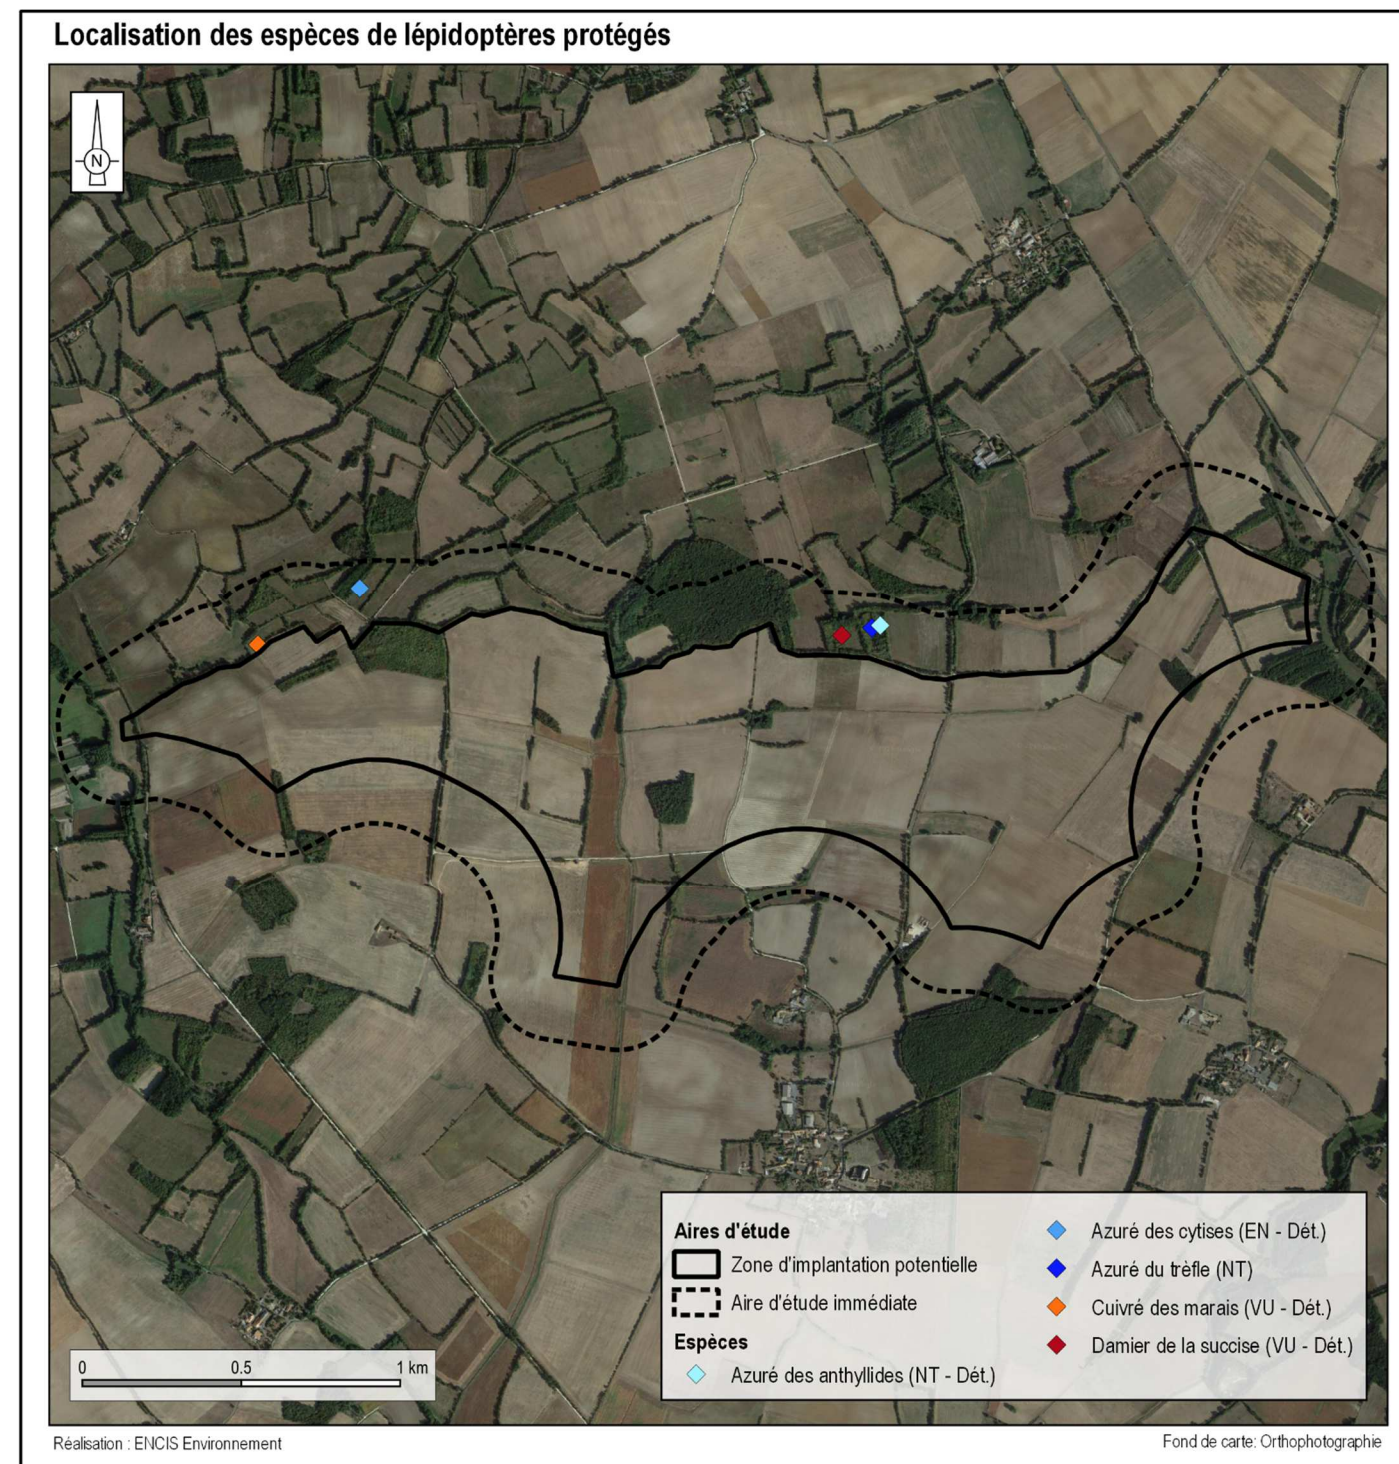 Localisation des espèces de lépidoptères protégés
N
Aires d'étude
Zone d'implantation potentielle
Aire d'étude immédiate
Espèces
Azuré des anthyllides (NT - Dét.)
Azuré des cytises (EN - Dét.)
Azuré du trèfle (NT)
Cuivré des marais (VU - Dét.)
Damier de la succise (VU - Dét.)
0 0.5 1 km
Réalisation : ENCIS Environnement
Fond de carte: Orthophotographie